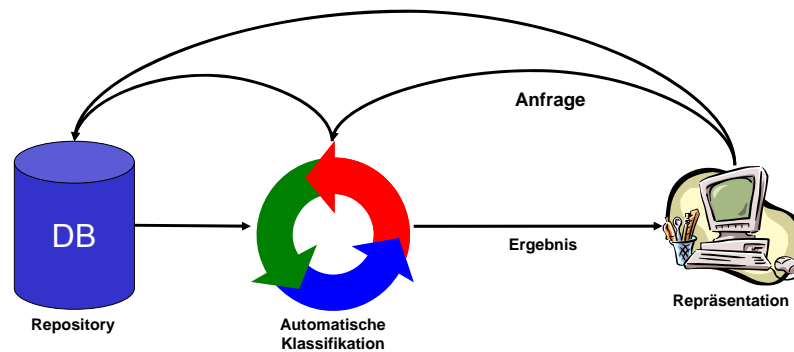 Anfrage
DB
Ergebnis
Repository
Automatische
Klassifikation
Repräsentation